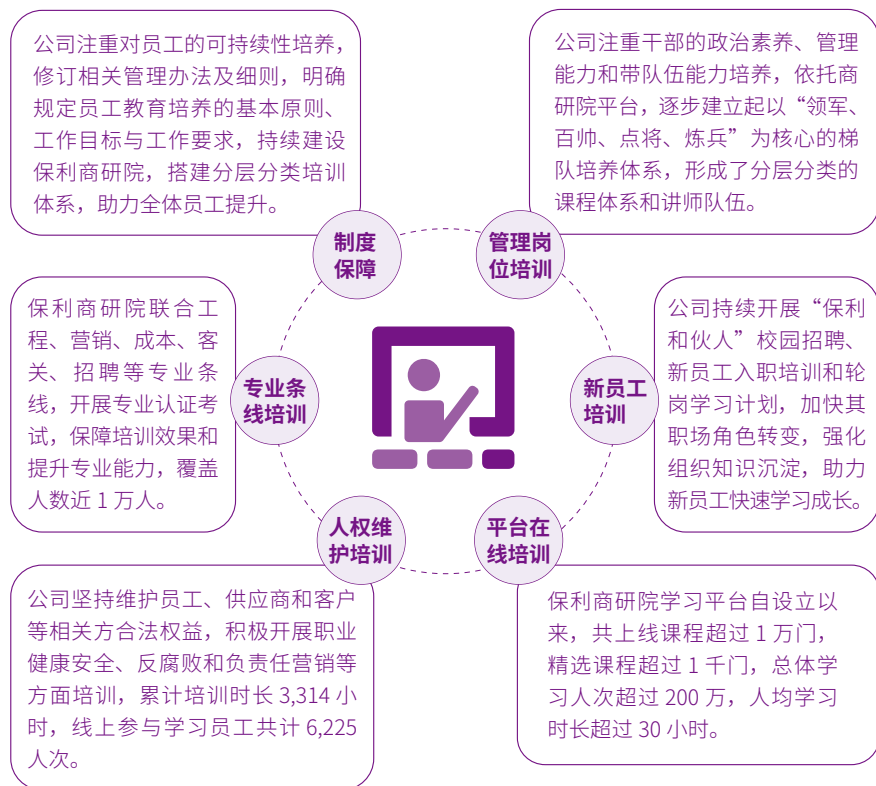 公司注重对员工的可持续性培养，
修订相关管理办法及细则，明确
规定员工教育培养的基本原则、
工作目标与工作要求，持续建设
保利商研院，搭建分层分类培训
体系，助力全体员工提升。
制度
保障
公司注重干部的政治素养、管理
能力和带队伍能力培养，依托商
研院平台，逐步建立起以“领军、
百帅、点将、炼兵”为核心的梯
队培养体系，形成了分层分类的
课程体系和讲师队伍。
管理岗
位培训
保利商研院联合工
程、营销、成本、客
关、招聘等专业条
线，开展专业认证考
试，保障培训效果和
提升专业能力，覆盖
人数近 1 万人。
专业条
线培训
新员工
培训
公司持续开展“保利
和伙人”校园招聘、
新员工入职培训和轮
岗学习计划，加快其
职场角色转变，强化
组织知识沉淀，助力
新员工快速学习成长。
人权维
护培训
公司坚持维护员工、供应商和客户
等相关方合法权益，积极开展职业
健康安全、反腐败和负责任营销等
方面培训，累计培训时长 3,314 小
时，线上参与学习员工共计 6,225
人次。
平台在
线培训
保利商研院学习平台自设立以
来，共上线课程超过 1 万门，
精选课程超过 1 千门，总体学
习人次超过 200 万，人均学习
时长超过 30 小时。